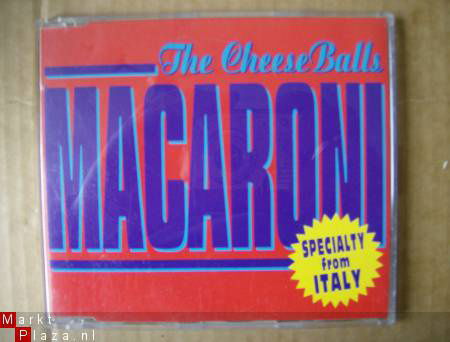 The CheeseBalls
MACARONI
SPECIALTY
from
ITALY
Markt
Plaza.nl